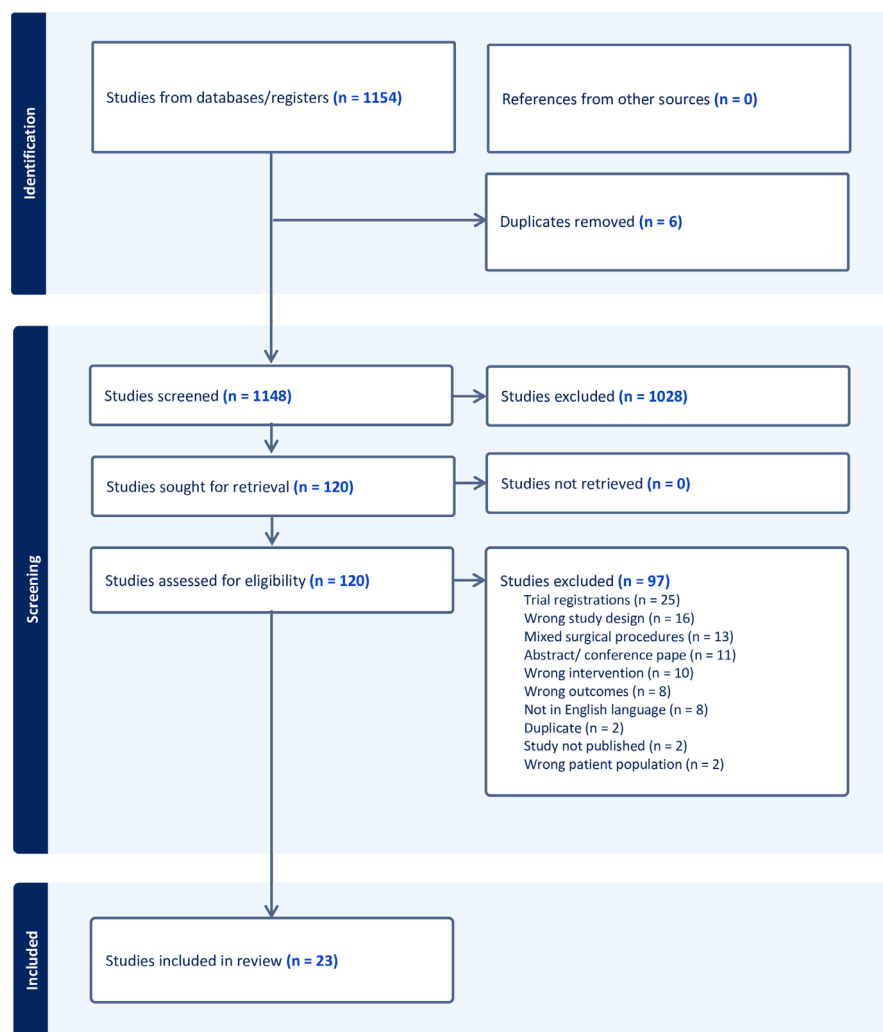 Identification
Studies from databases/registers (n = 1154)
References from other sources (n = 0)
Duplicates removed (n = 6)
Screening
Studies screened (n = 1148)
Studies excluded (n = 1028)
Studies sought for retrieval (n = 120)
Studies not retrieved (n = 0)
Studies assessed for eligibility (n = 120)
Studies excluded (n = 97)
Trial registrations (n = 25)
Wrong study design (n = 16)
Mixed surgical procedures (n = 13)
Abstract/ conference pape (n = 11)
Wrong intervention (n = 10)
Wrong outcomes (n = 8)
Not in English language (n = 8)
Duplicate (n = 2)
Study not published (n = 2)
Wrong patient population (n = 2)
Included
Studies included in review (n = 23)